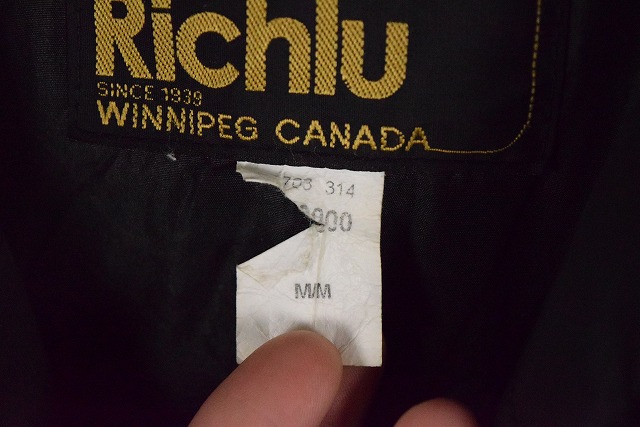 Richlu
SINCE 1939
WINNIPEG CANADA
314
M/M